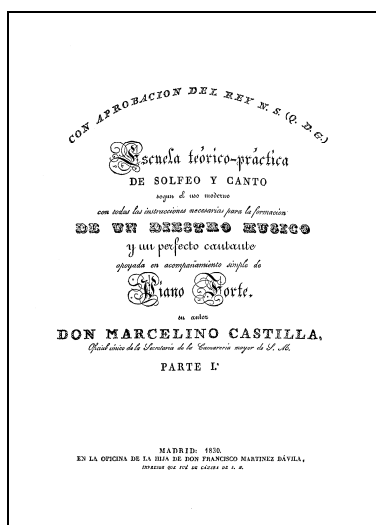 CON APROBACION DEL REY N. S. (Q. D. G.)
Escuela teórico-práctica
DE SOLFEO Y CANTO
segun el uso moderno
con todas las instrucciones necesarias para la formacion
DE UN DIESTRO MUSICO
y un perfecto cantante
apoyada en acompañamiento simple de
Piano Forte.
su autor
DON MARCELINO CASTILLA,
Oficial único de la Secretaría de la Camarería mayor de S. M.
PARTE I.ª
MADRID: 1830.
EN LA OFICINA DE LA HIJA DE DON FRANCISCO MARTINEZ DÁVILA,
IMPRESOR QUE FUÉ DE CÁMARA DE S. M.